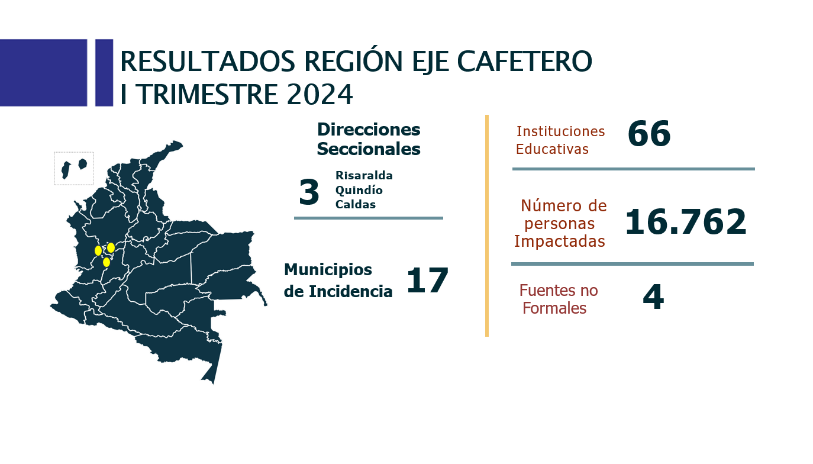 RESULTADOS REGIÓN EJE CAFETERO
I TRIMESTRE 2024
Direcciones
Seccionales
3
Risaralda
Quindío
Caldas
Municipios
de Incidencia
17
Instituciones
Educativas
66
Número de
personas
Impactadas
16.762
Fuentes no
Formales
4